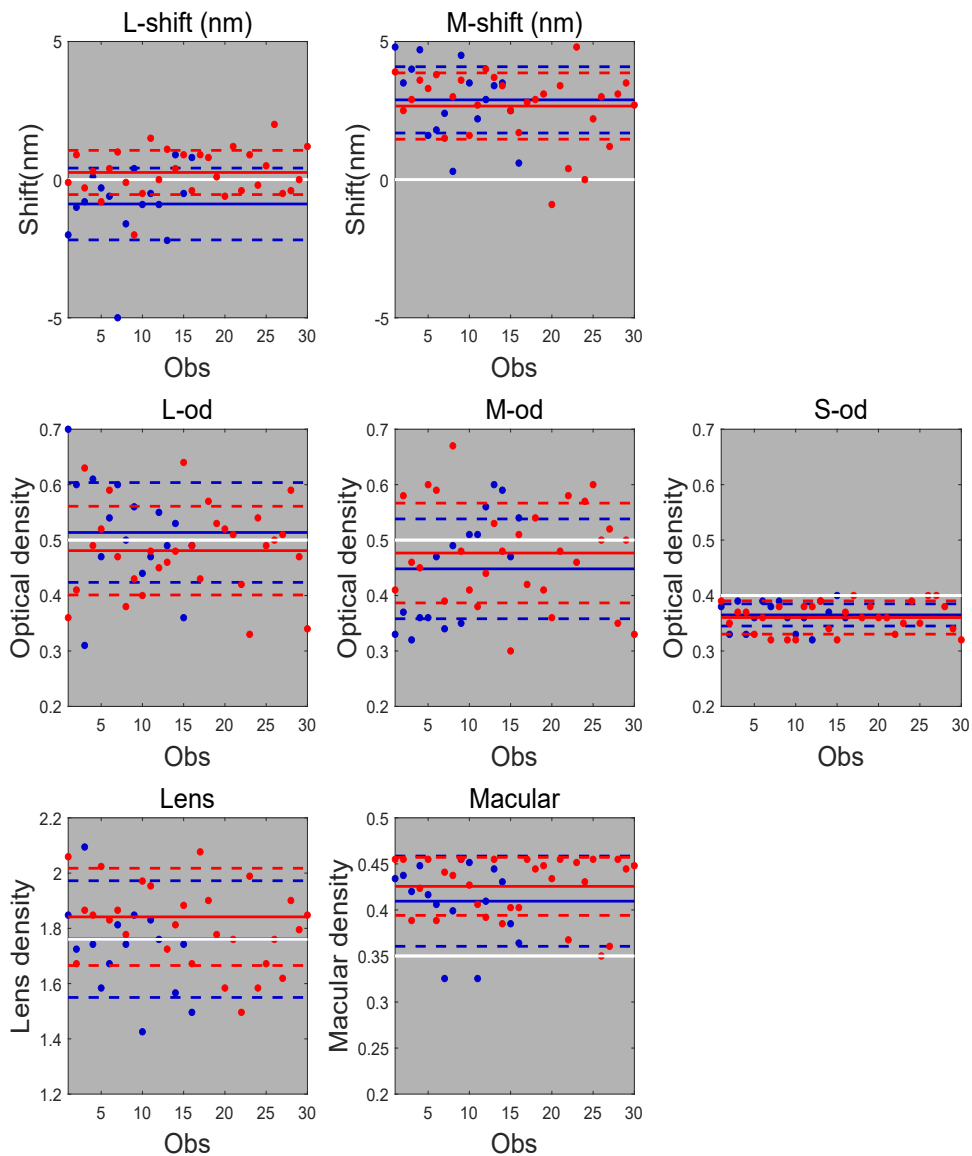 L-shift (nm)
M-shift (nm)
Shift(nm)
5
0
-5
5 10 15 20 25 30
Obs
Shift(nm)
5
0
-5
5 10 15 20 25 30
Obs
L-od
M-od
S-od
Optical density
0.7
0.6
0.5
0.4
0.3
0.2
5 10 15 20 25 30
Obs
Optical density
0.7
0.6
0.5
0.4
0.3
0.2
5 10 15 20 25 30
Obs
Optical density
0.7
0.6
0.5
0.4
0.3
0.2
5 10 15 20 25 30
Obs
Lens
Macular
Lens density
2.2
2
1.8
1.6
1.4
1.2
5 10 15 20 25 30
Obs
Macular density
0.5
0.45
0.4
0.35
0.3
0.25
0.2
5 10 15 20 25 30
Obs